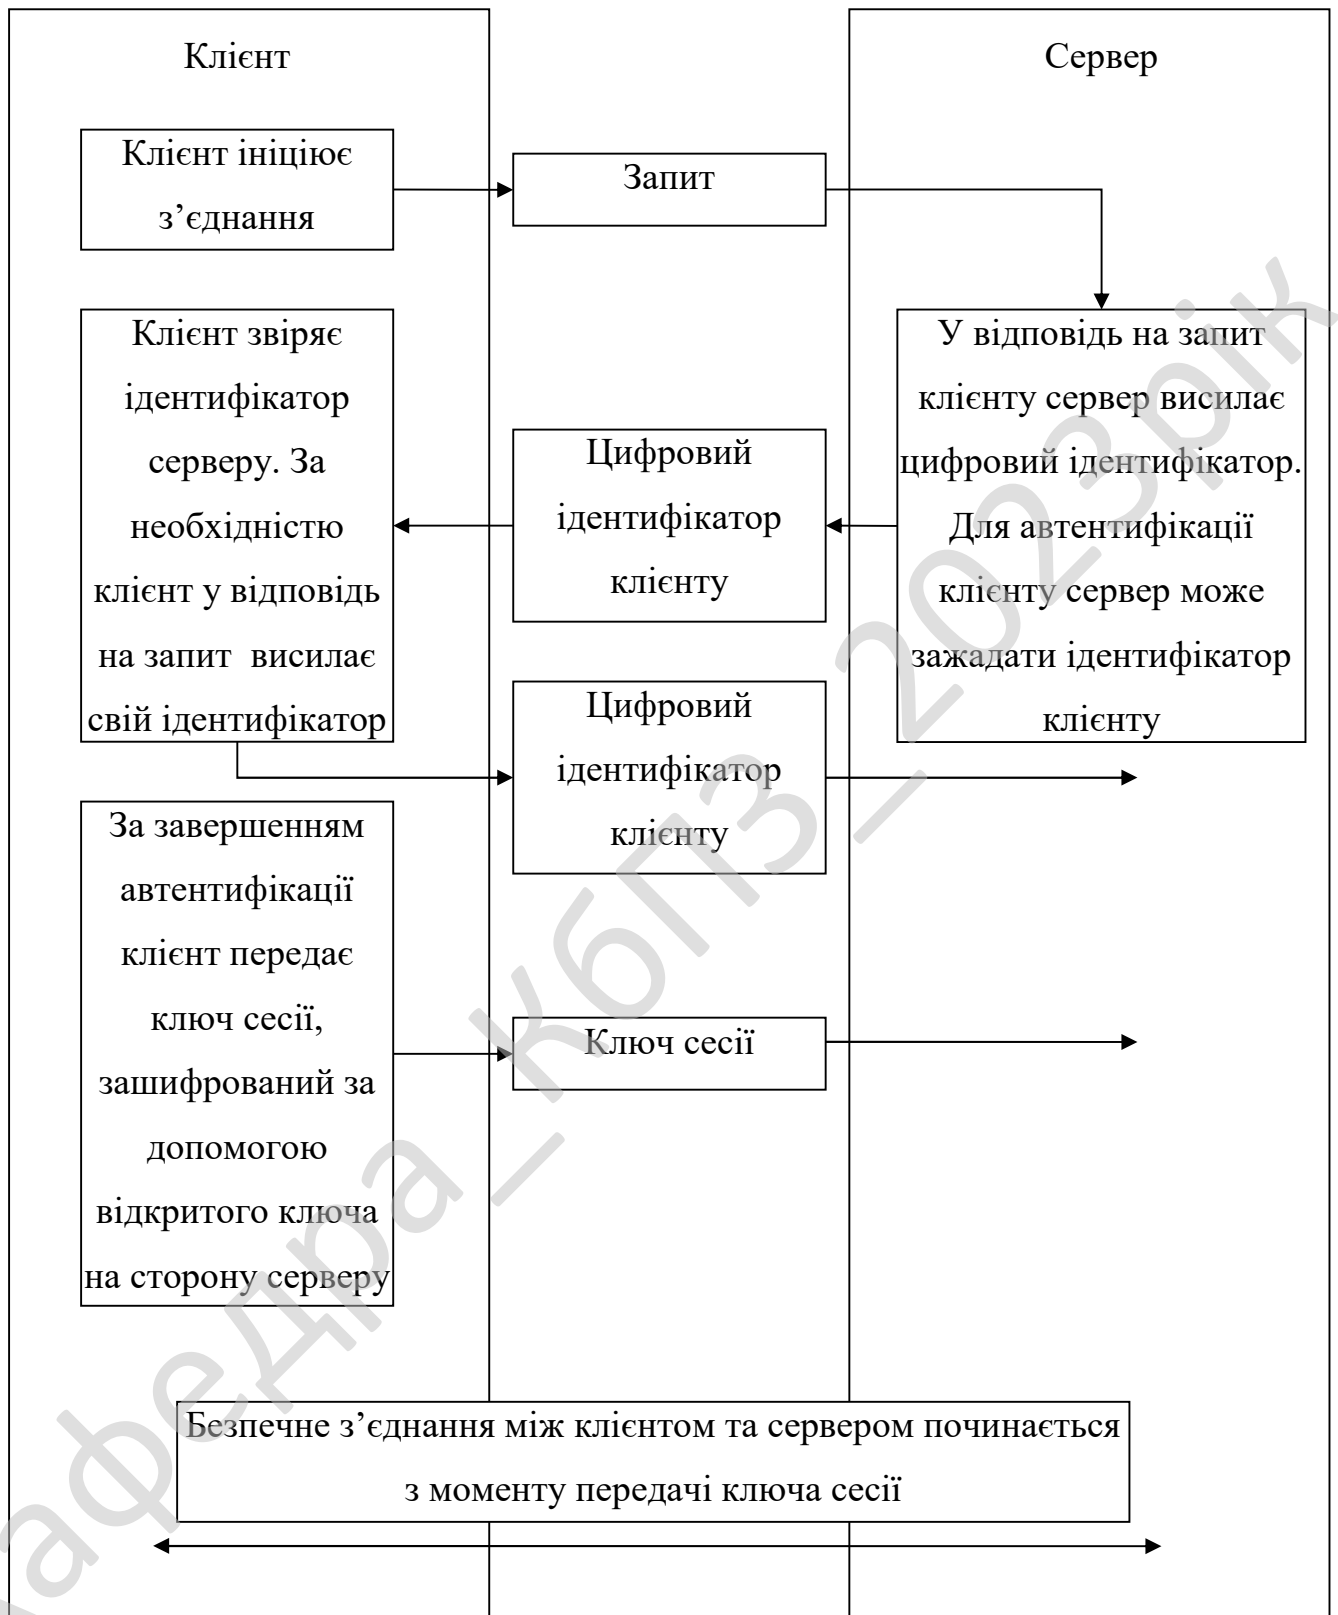 Клієнт
Сервер
Клієнт ініціює
з’єднання
Запит
Клієнт звіряє
ідентифікатор
серверу. За
необхідністю
клієнт у відповідь
на запит висилає
свій ідентифікатор
Цифровий
ідентифікатор
клієнту
У відповідь на запит
клієнту сервер висилає
цифровий ідентифікатор.
Для автентифікації
клієнту сервер може
зажадати ідентифікатор
клієнту
Цифровий
ідентифікатор
клієнту
За завершенням
автентифікації
клієнт передає
ключ сесії,
зашифрований за
допомогою
відкритого ключа
на сторону серверу
Ключ сесії
Безпечне з’єднання між клієнтом та сервером починається
з моменту передачі ключа сесії
афедра_КбПЗ_2023рік